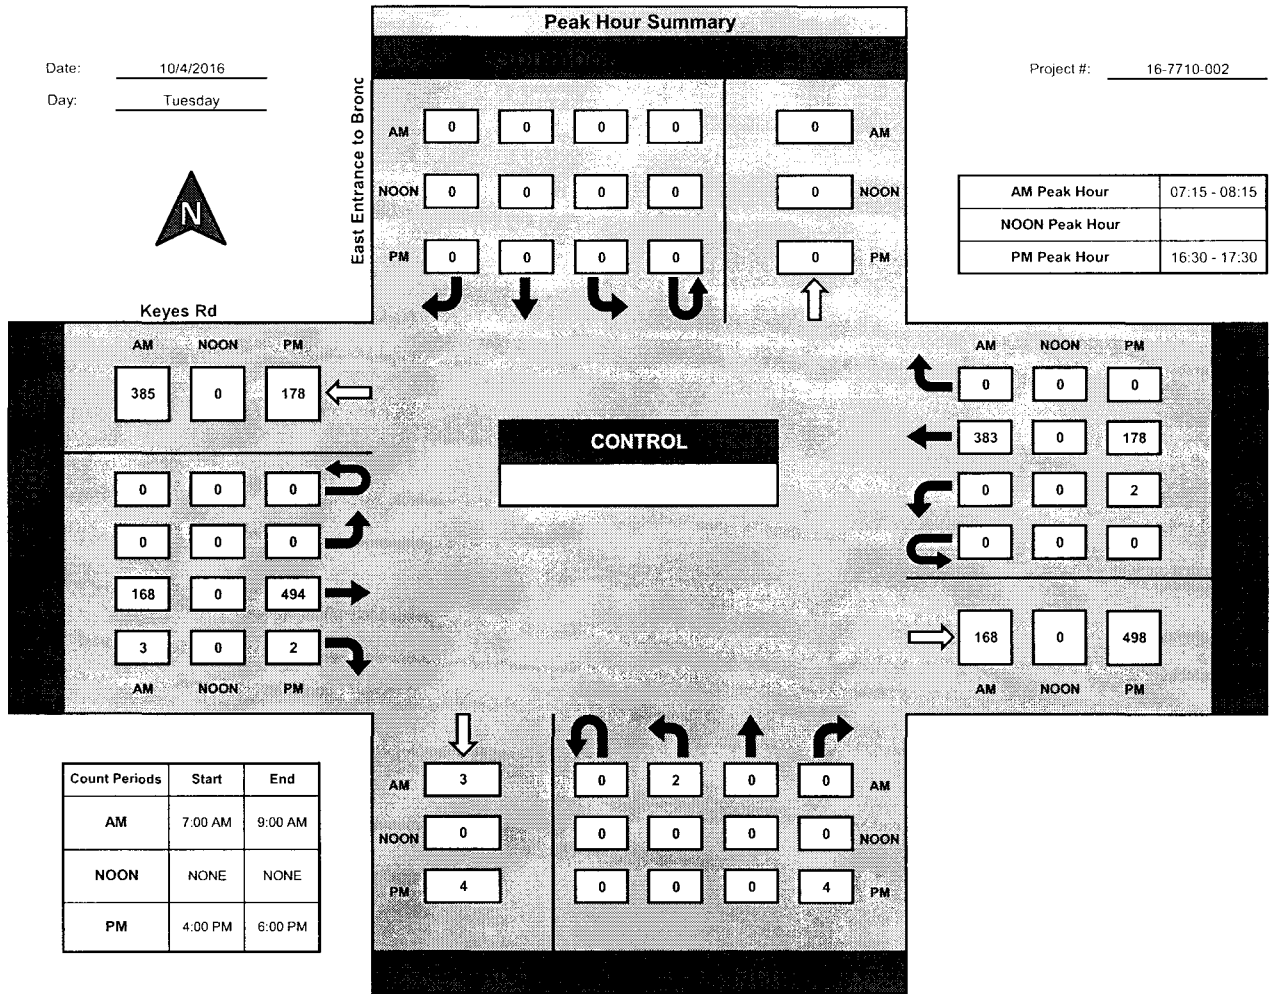 Peak Hour Summary
Date: 10/4/2016
Day: Tuesday
Project #: 16-7710-002
East Entrance to Bronc
AM 0 0 0 0 0 AM
NOON 0 0 0 0 0 NOON
PM 0 0 0 0 0 PM
N
AM Peak Hour 07:15 - 08:15
NOON Peak Hour
PM Peak Hour 16:30 - 17:30
Keyes Rd
AM NOON PM
385 0 178
0 0 0
0 0 0
168 0 494
3 0 2
AM NOON PM
CONTROL
AM NOON PM
0 0 0
383 0 178
0 0 2
0 0 0
168 0 498
AM NOON PM
AM 3 0 2 0 0 AM
NOON 0 0 0 0 0 NOON
PM 4 0 0 0 4 PM
Count Periods Start End
AM 7:00 AM 9:00 AM
NOON NONE NONE
PM 4:00 PM 6:00 PM